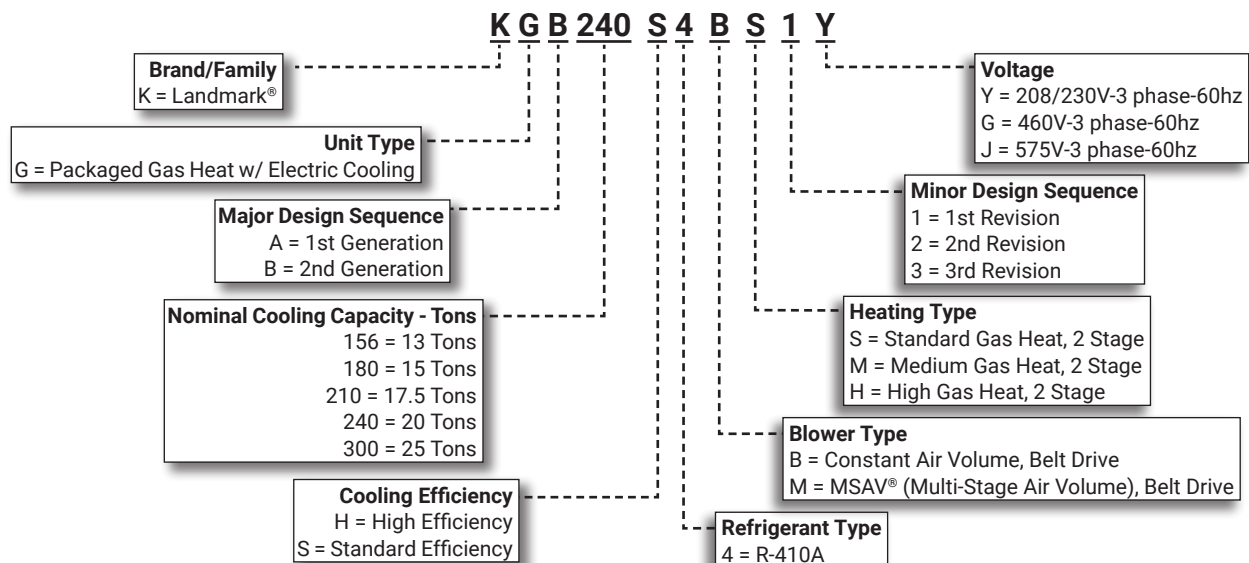 K G B 240 S 4 B S 1 Y
Brand/Family
K = Landmark®
Unit Type
G = Packaged Gas Heat w/ Electric Cooling
Major Design Sequence
A = 1st Generation
B = 2nd Generation
Nominal Cooling Capacity - Tons
156 = 13 Tons
180 = 15 Tons
210 = 17.5 Tons
240 = 20 Tons
300 = 25 Tons
Cooling Efficiency
H = High Efficiency
S = Standard Efficiency
Voltage
Y = 208/230V-3 phase-60hz
G = 460V-3 phase-60hz
J = 575V-3 phase-60hz
Minor Design Sequence
1 = 1st Revision
2 = 2nd Revision
3 = 3rd Revision
Heating Type
S = Standard Gas Heat, 2 Stage
M = Medium Gas Heat, 2 Stage
H = High Gas Heat, 2 Stage
Blower Type
B = Constant Air Volume, Belt Drive
M = MSAV® (Multi-Stage Air Volume), Belt Drive
Refrigerant Type
4 = R-410A